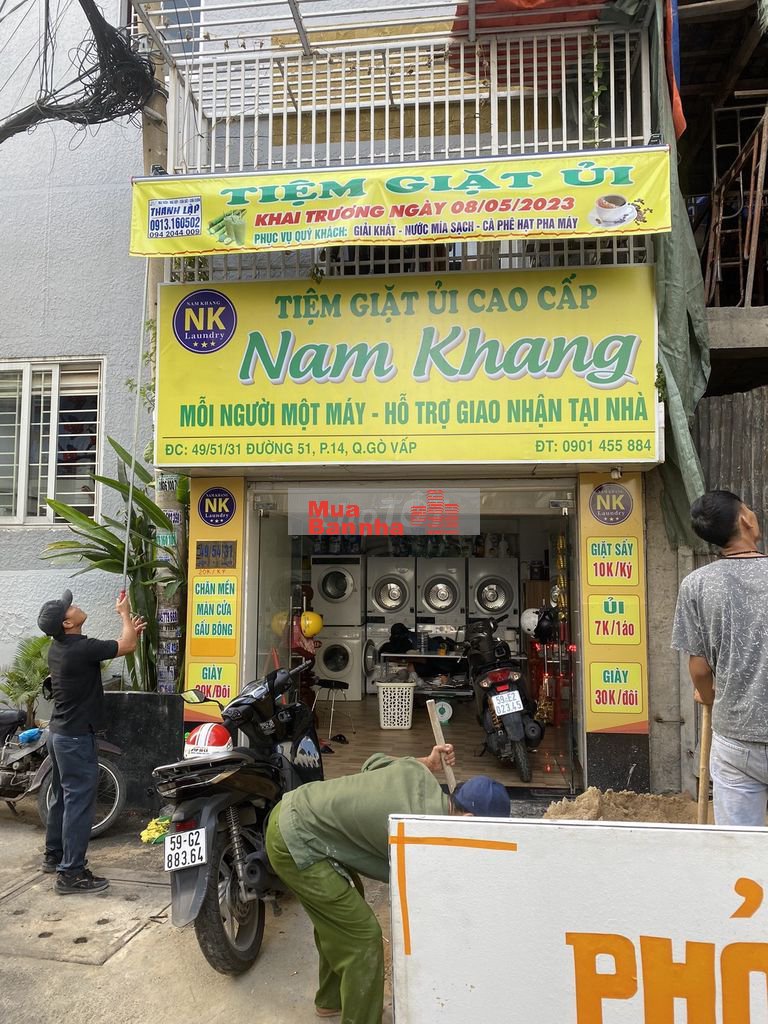 TIỆM GIẶT ỦI
THÀNH LẬP
0913.160502
094 2044 009
KHAI TRƯƠNG NGÀY 08/05/2023
PHỤC VỤ QUÝ KHÁCH: GIẢI KHÁT - NƯỚC MÍA SẠCH - CÀ PHÊ HẠT PHA MÁY
NAM KHANG
NK
Laundry
TIỆM GIẶT ỦI CAO CẤP
Nam Khang
MỖI NGƯỜI MỘT MÁY - HỖ TRỢ GIAO NHẬN TẠI NHÀ
ĐC: 49/51/31 ĐƯỜNG 51, P.14, Q.GÒ VẤP
ĐT: 0901 455 884
Mua
Bannha
NK
Laundry
20K/KÝ
CHĂN MỀN
MÀN CỬA
GẤU BÔNG
GIÀY
NK
Laundry
GIẶT SẤY
10K/Ký
ỦI
7K/1áo
GIÀY
30K/đôi
59-E2
023.45
59-G2
883.64